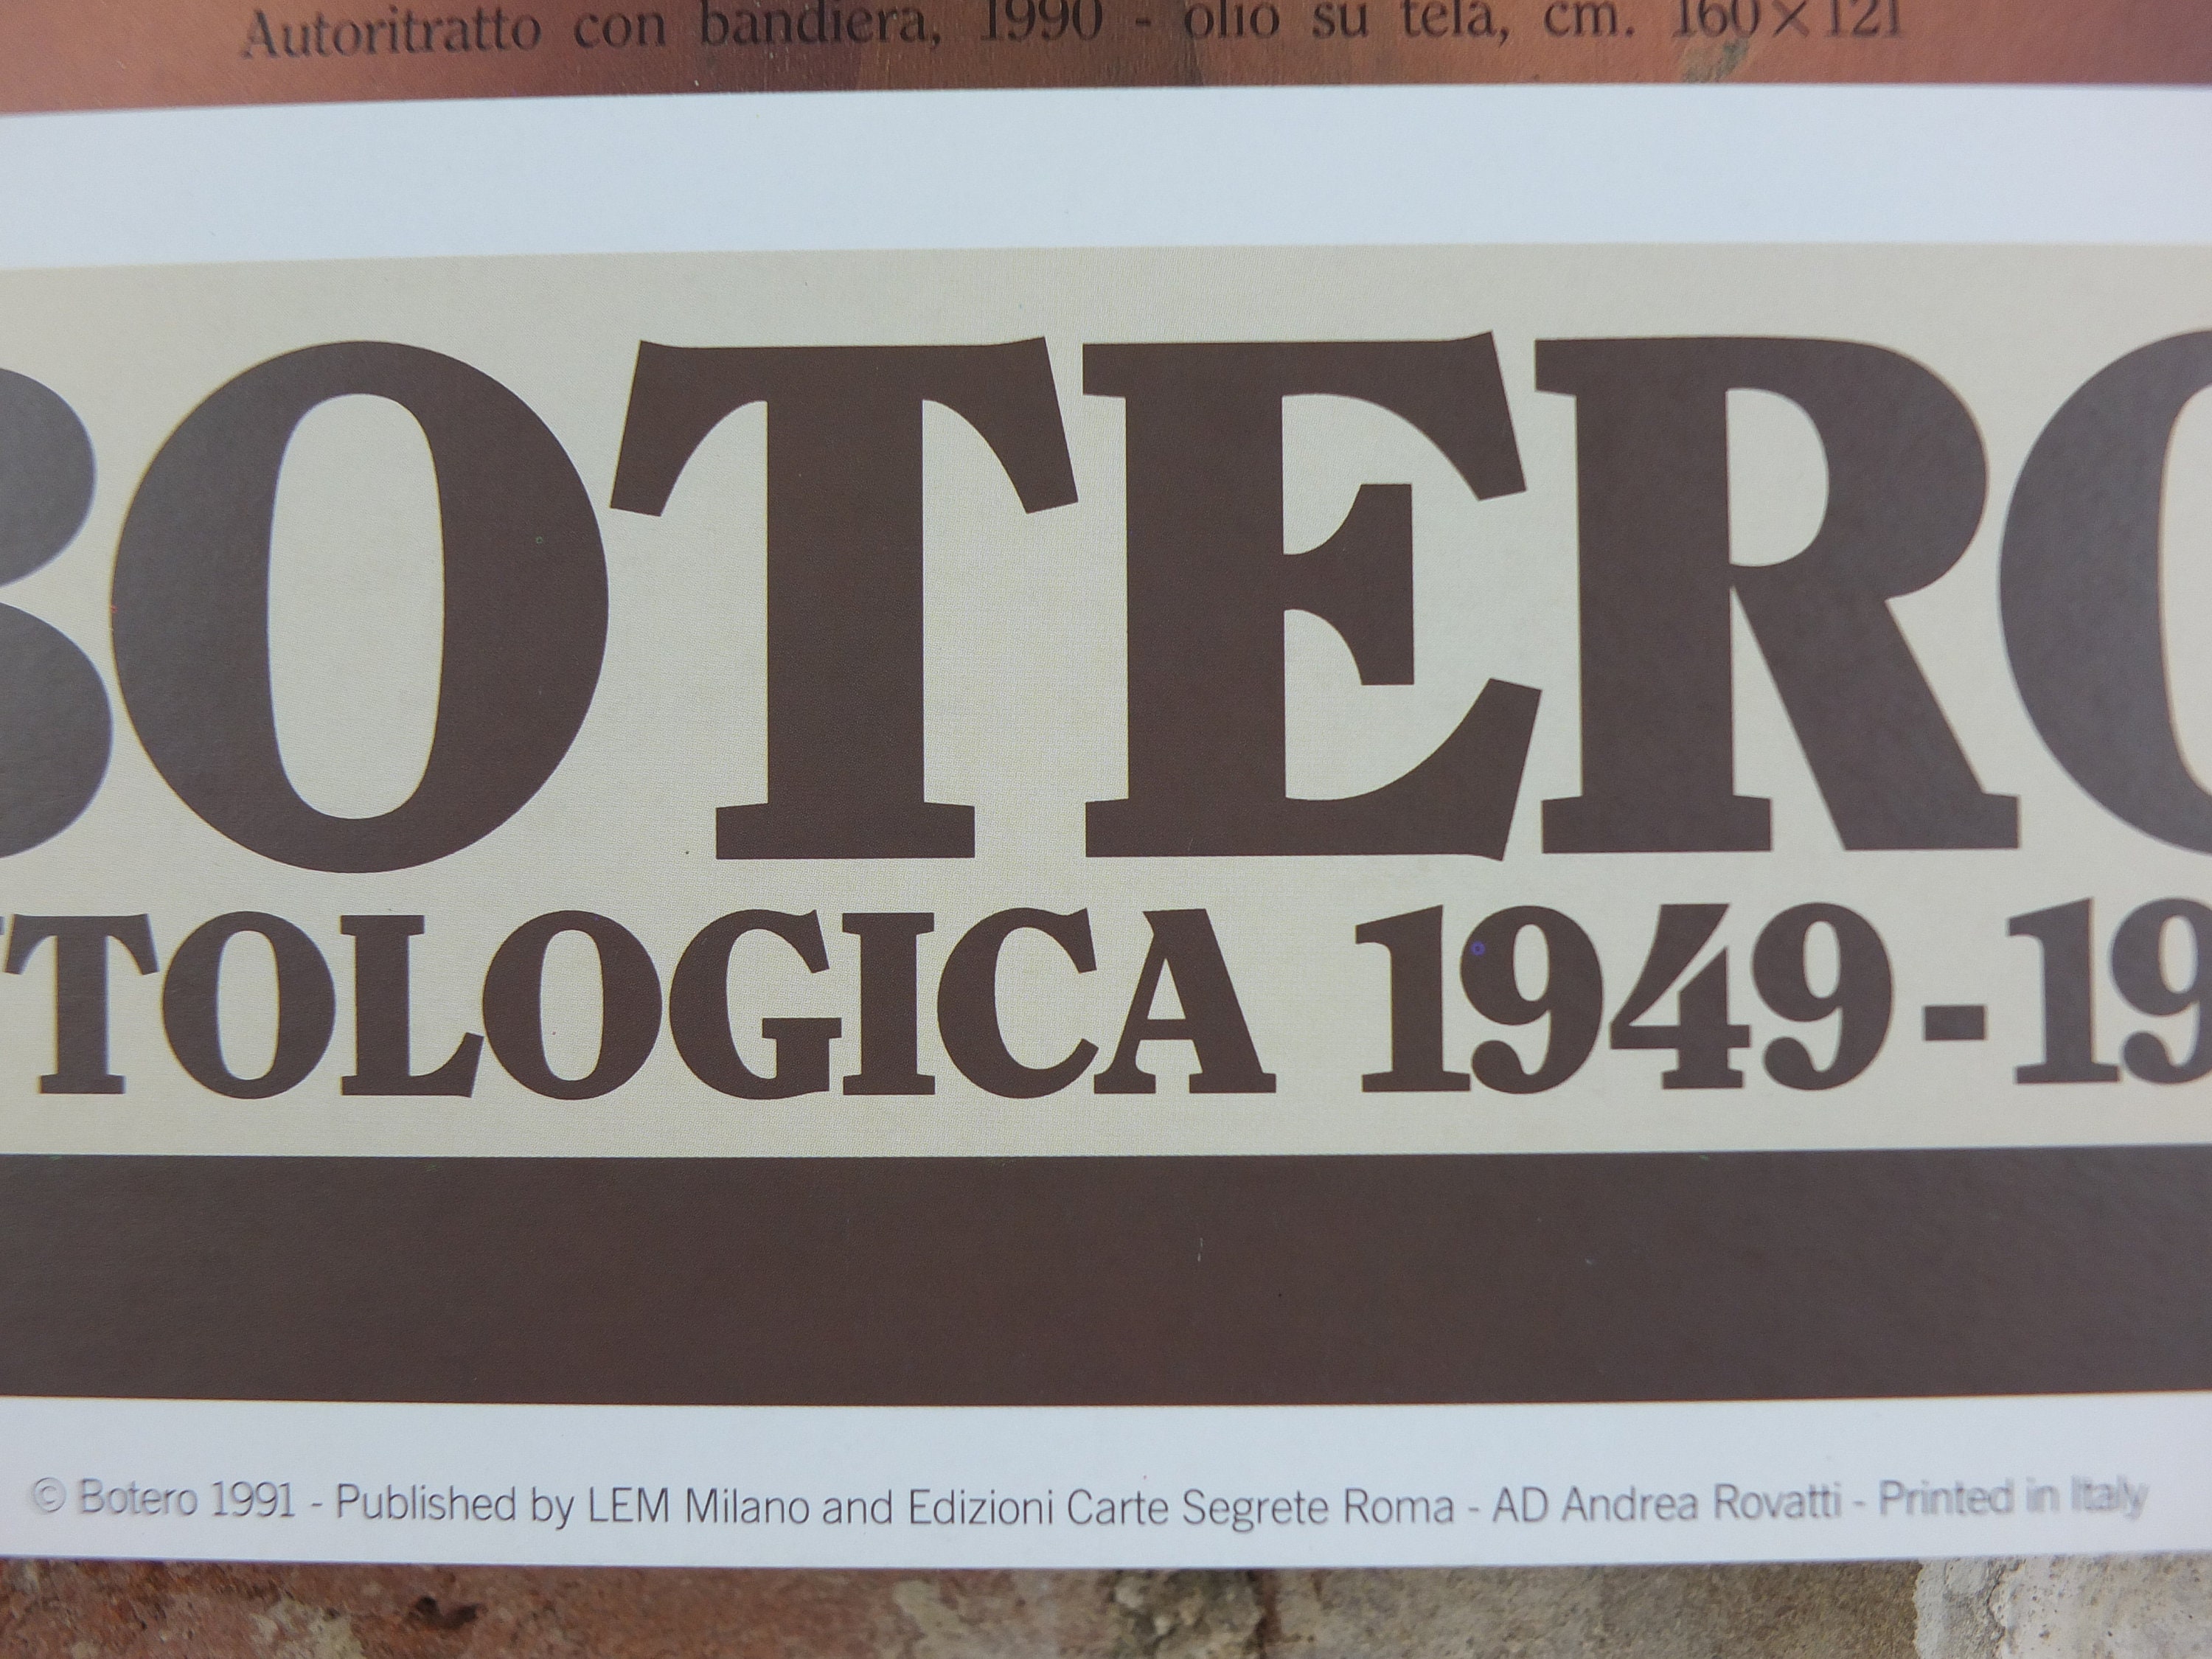 Autoritratto con bandiera, 1990 - olio su tela, cm. 160×121
BOTERO
TOLOGICA 1949-19
© Botero 1991 - Published by LEM Milano and Edizioni Carte Segrete Roma - AD Andrea Rovatti - Printed in Italy